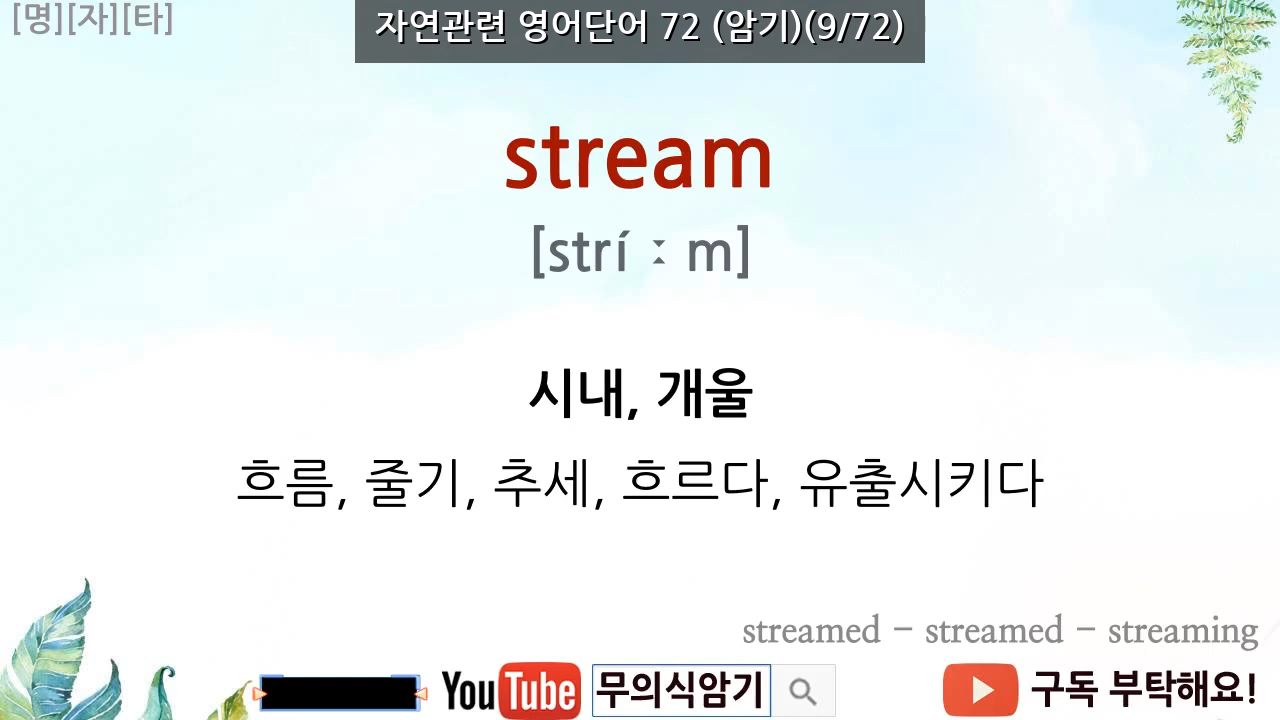 [명][자][타]
자연관련 영어단어 72 (암기)(9/72)
stream
[strí ː m]
시내, 개울
흐름, 줄기, 추세, 흐르다, 유출시키다
streamed - streamed - streaming
YouTube 무의식암기 구독 부탁해요!